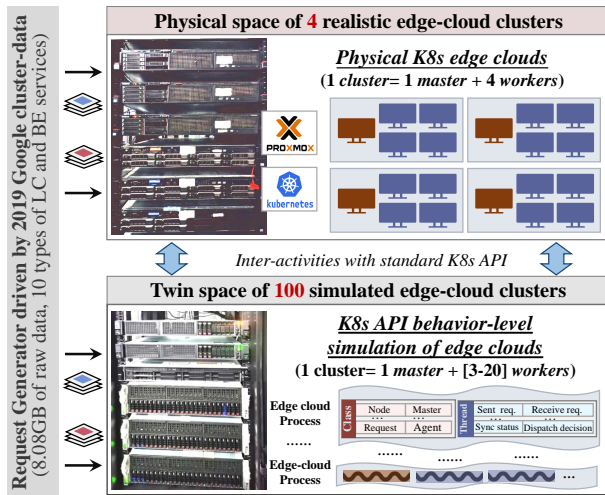 Request Generator driven by 2019 Google cluster-data
(8.08GB of raw data, 10 types of LC and BE services)
Physical space of 4 realistic edge-cloud clusters
Physical K8s edge clouds
(1 cluster= 1 master + 4 workers)
PROXMOX
kubernetes
Inter-activities with standard K8s API
Twin space of 100 simulated edge-cloud clusters
K8s API behavior-level
simulation of edge clouds
(1 cluster= 1 master + [3-20] workers)
Edge cloud
Process
......
Edge-cloud
Process
Class
Node Master
... ...
Request Agent
Thread
Sent req. Receive req.
... ...
Sync status Dispatch decision
...... ......
...